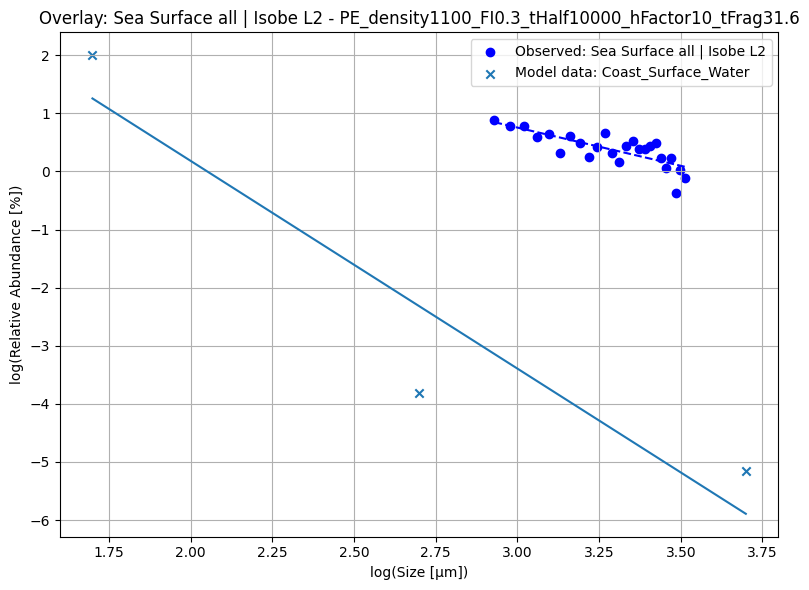 Overlay: Sea Surface all | Isobe L2 - PE_density1100_FI0.3_tHalf10000_hFactor10_tFrag31.6
Observed: Sea Surface all | Isobe L2
Model data: Coast_Surface_Water
log(Relative Abundance [%])
2
1
0
−1
−2
−3
−4
−5
−6
1.75 2.00 2.25 2.50 2.75 3.00 3.25 3.50 3.75
log(Size [μm])